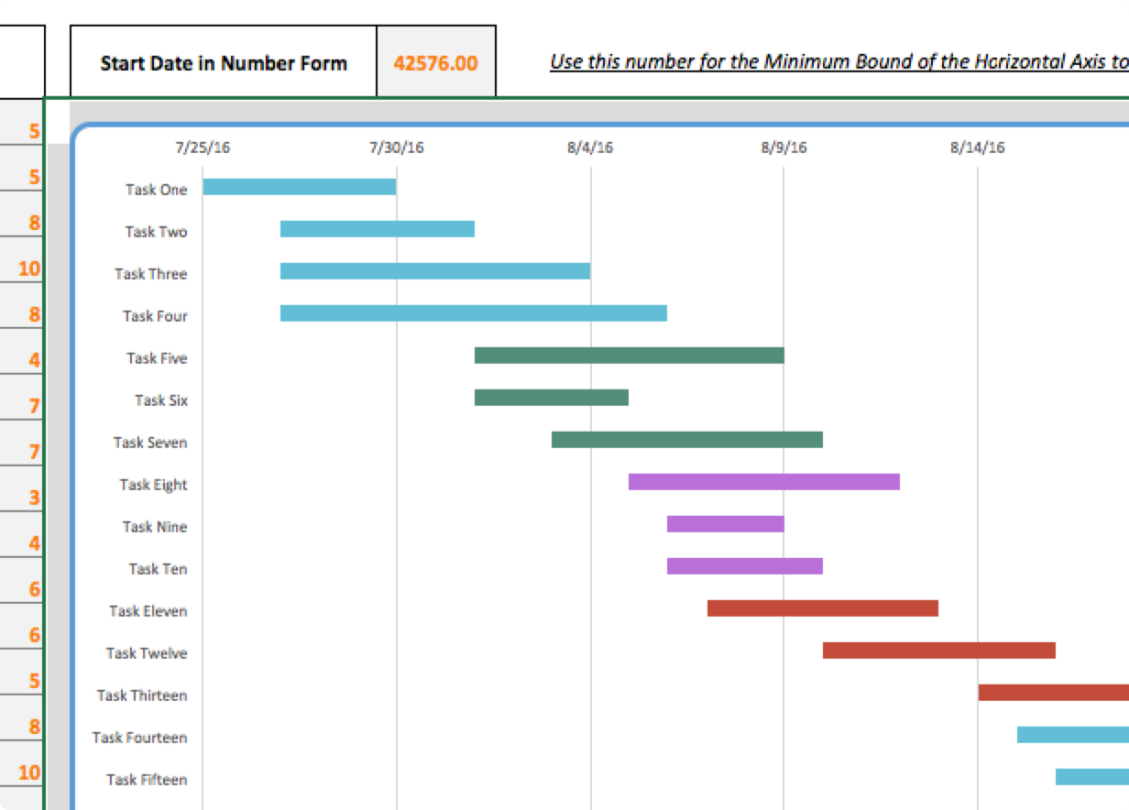 Start Date in Number Form 42576.00 Use this number for the Minimum Bound of the Horizontal Axis to
5
5
8
10
8
4
7
7
3
4
6
6
5
8
10
7/25/16 7/30/16 8/4/16 8/9/16 8/14/16
Task One
Task Two
Task Three
Task Four
Task Five
Task Six
Task Seven
Task Eight
Task Nine
Task Ten
Task Eleven
Task Twelve
Task Thirteen
Task Fourteen
Task Fifteen